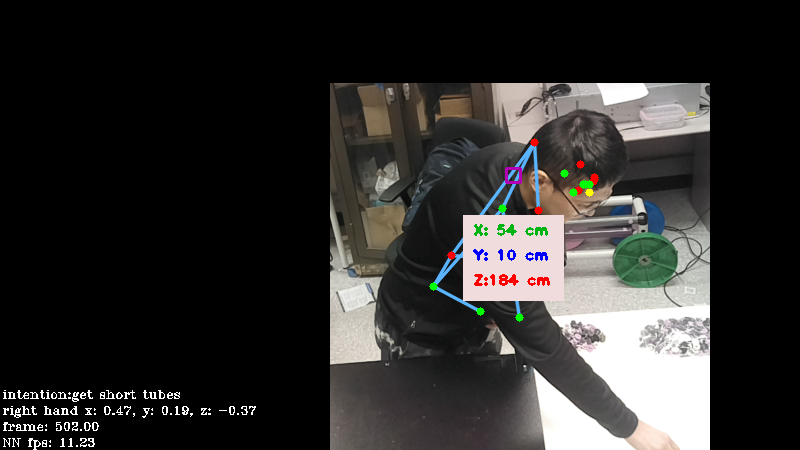 X: 54 cm
Y: 10 cm
Z:184 cm
intention:get short tubes
right hand x: 0.47, y: 0.19, z: −0.37
frame: 502.00
NN fps: 11.23